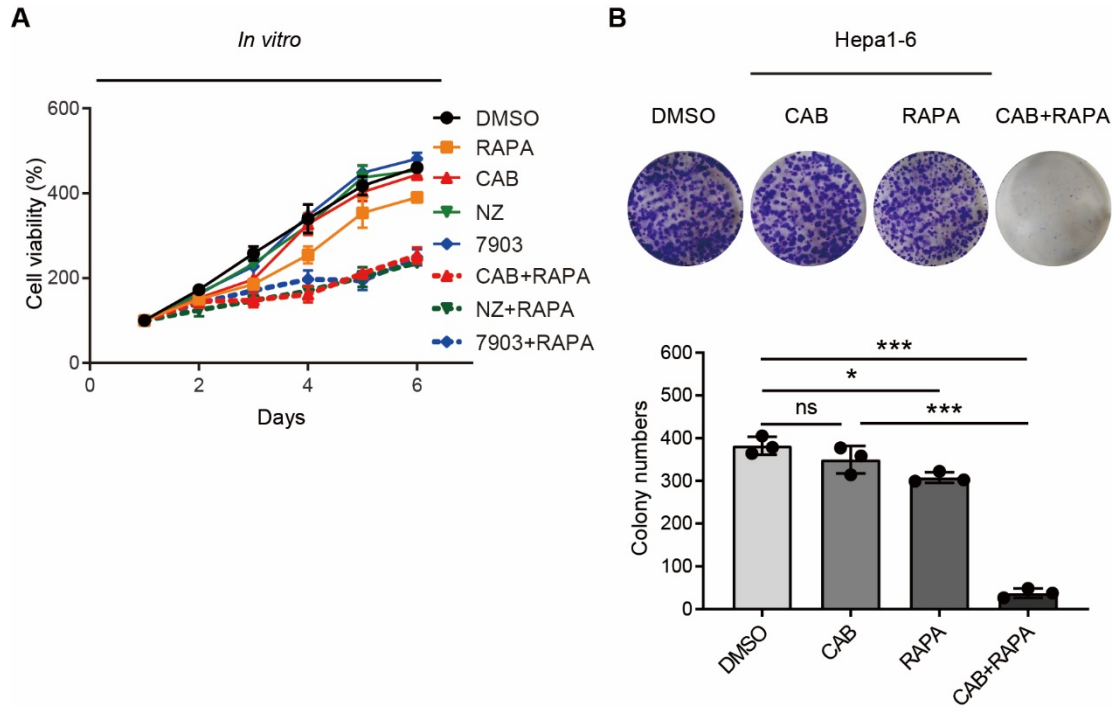 A
In vitro
600
400
200
0
Cell viability (%)
0 2 4 6
Days
DMSO
RAPA
CAB
NZ
7903
CAB+RAPA
NZ+RAPA
7903+RAPA
B
Hepa1-6
DMSO CAB RAPA CAB+RAPA
600
500
400
300
200
100
0
Colony numbers
***
*
ns ***
DMSO
CAB
RAPA
CAB+RAPA